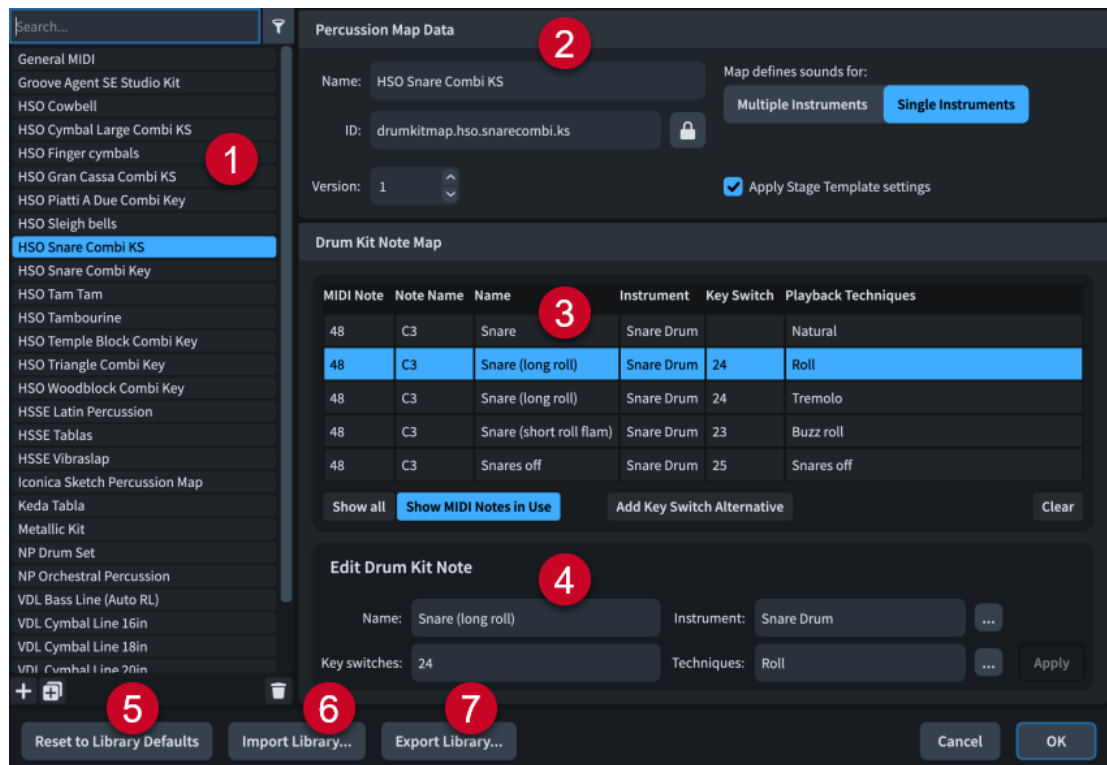 Search...
General MIDI
Groove Agent SE Studio Kit
HSO Cowbell
HSO Cymbal Large Combi KS
HSO Finger cymbals
HSO Gran Cassa Combi KS
HSO Piatti A Due Combi Key
HSO Sleigh bells
HSO Snare Combi KS
HSO Snare Combi Key
HSO Tam Tam
HSO Tambourine
HSO Temple Block Combi Key
HSO Triangle Combi Key
HSO Woodblock Combi Key
HSSE Latin Percussion
HSSE Tablas
HSSE Vibraslap
Iconica Sketch Percussion Map
Keda Tabla
Metallic Kit
NP Drum Set
NP Orchestral Percussion
VDL Bass Line (Auto RL)
VDL Cymbal Line 16in
VDL Cymbal Line 18in
VDL Cymbal Line 20in
1
Percussion Map Data
2
Name: HSO Snare Combi KS
ID: drumkitmap.hso.snarecombi.ks
Version: 1
Map defines sounds for:
Multiple Instruments Single Instruments
Apply Stage Template settings
Drum Kit Note Map
3
MIDI Note Note Name Name Instrument Key Switch Playback Techniques
48 C3 Snare Snare Drum Natural
48 C3 Snare (long roll) Snare Drum 24 Roll
48 C3 Snare (long roll) Snare Drum 24 Tremolo
48 C3 Snare (short roll flam) Snare Drum 23 Buzz roll
48 C3 Snares off Snare Drum 25 Snares off
Show all Show MIDI Notes in Use Add Key Switch Alternative Clear
Edit Drum Kit Note
4
Name: Snare (long roll) Instrument: Snare Drum ...
Key switches: 24 Techniques: Roll ... Apply
5 6 7
Reset to Library Defaults Import Library... Export Library... Cancel OK